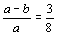 (a-b)/a = 3/8